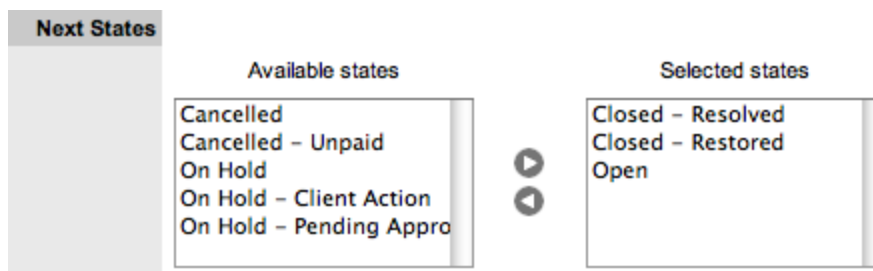 Next States
Available states
Selected states
Cancelled
Cancelled – Unpaid
On Hold
On Hold – Client Action
On Hold – Pending Appro
Closed – Resolved
Closed – Restored
Open